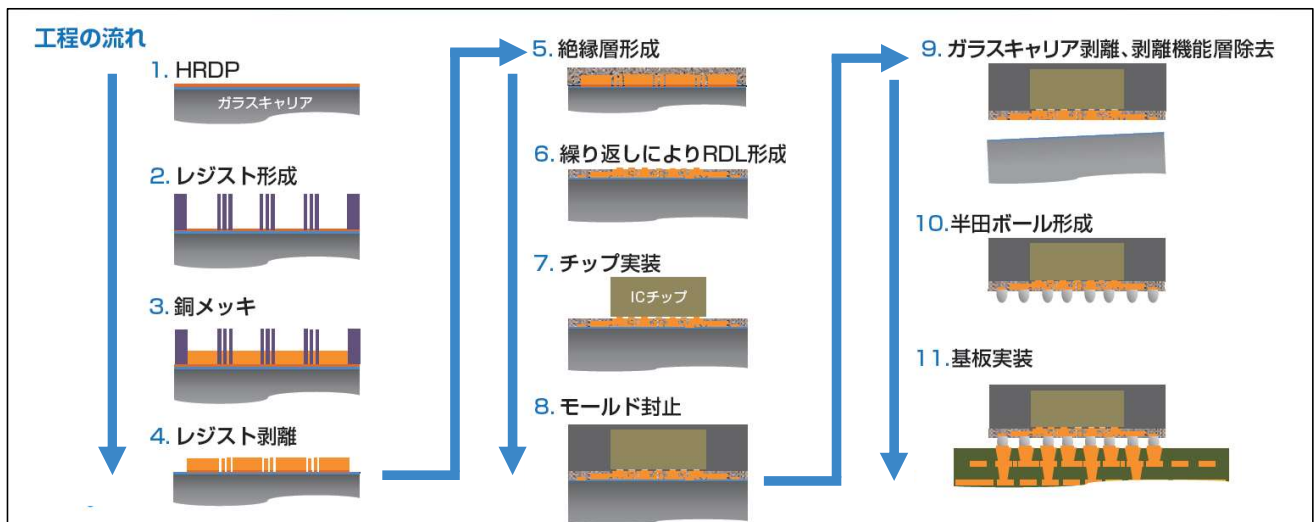 工程の流れ
1. HRDP
ガラスキャリア
2. レジスト形成
3. 銅メッキ
4. レジスト剥離
5. 絶縁層形成
6. 繰り返しによりRDL形成
7. チップ実装
ICチップ
8. モールド封止
9. ガラスキャリア剥離、剥離機能層除去
10. 半田ボール形成
11. 基板実装